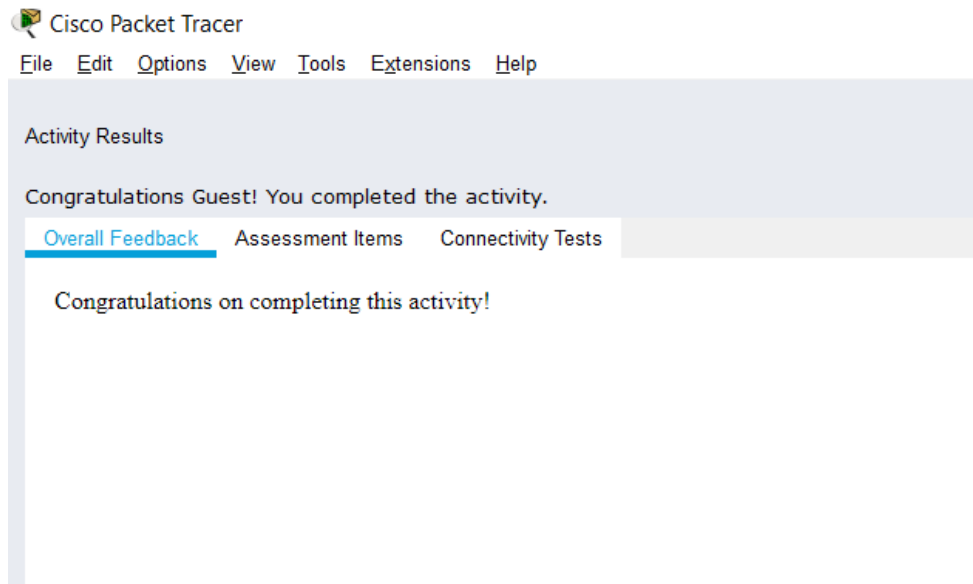 Cisco Packet Tracer
File Edit Options View Tools Extensions Help
Activity Results
Congratulations Guest! You completed the activity.
Overall Feedback Assessment Items Connectivity Tests
Congratulations on completing this activity!